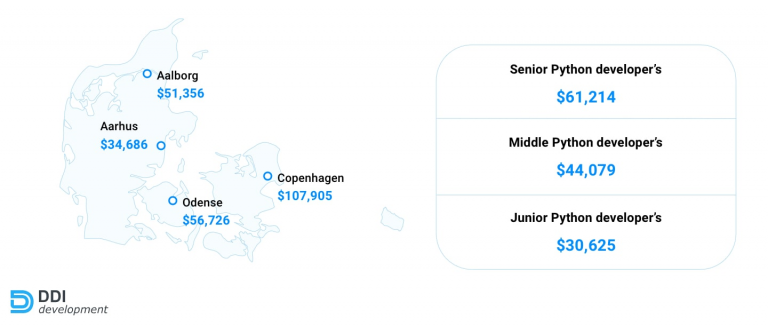 Aalborg
$51,356
Aarhus
$34,686
Copenhagen
$107,905
Odense
$56,726
Senior Python developer's
$61,214
Middle Python developer's
$44,079
Junior Python developer's
$30,625
DDI
development